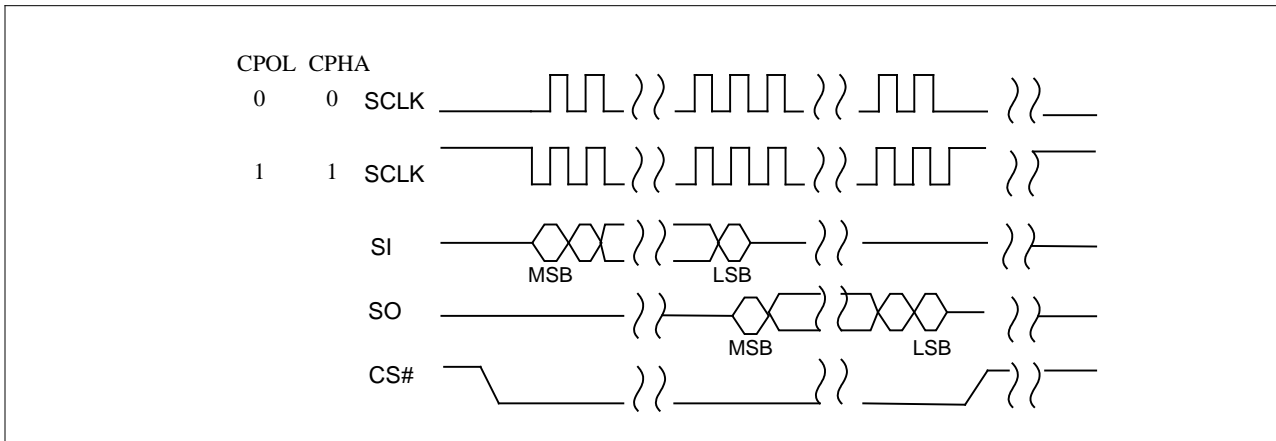 CPOL CPHA
0 0 SCLK
1 1 SCLK
SI
MSB LSB
SO
MSB LSB
CS#